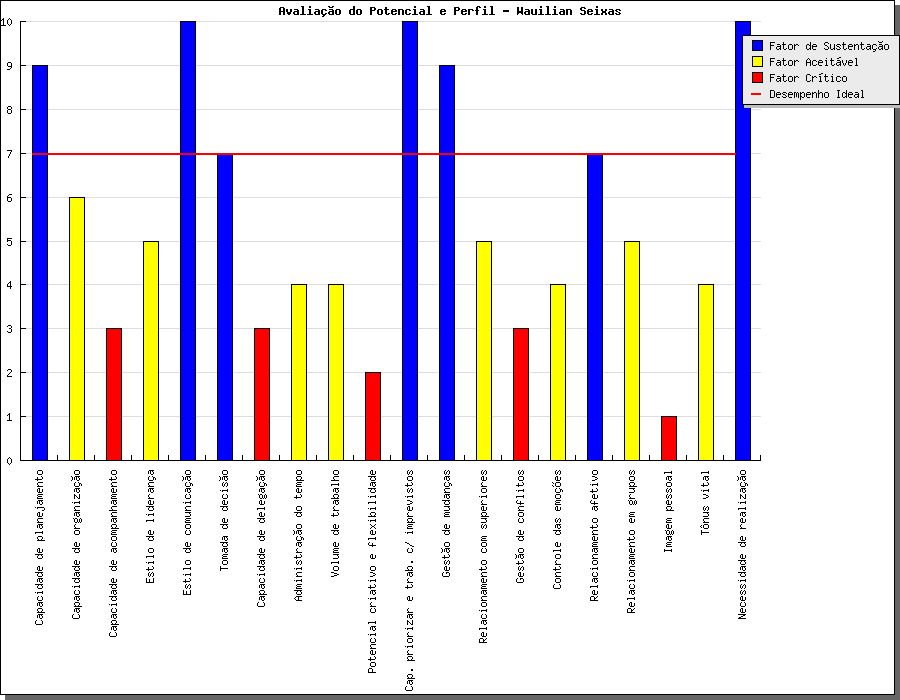 Avaliação do Potencial e Perfil - Wauilian Seixas
Fator de Sustentação
Fator Aceitável
Fator Crítico
Desempenho Ideal
10
9
8
7
6
5
4
3
2
1
0
Capacidade de planejamento
Capacidade de organização
Capacidade de acompanhamento
Estilo de liderança
Estilo de comunicação
Tomada de decisão
Capacidade de delegação
Administração do tempo
Volume de trabalho
Potencial criativo e flexibilidade
Cap. priorizar e trab. c/ imprevistos
Gestão de mudanças
Relacionamento com superiores
Gestão de conflitos
Controle das emoções
Relacionamento afetivo
Relacionamento em grupos
Imagem pessoal
Tônus vital
Necessidade de realização